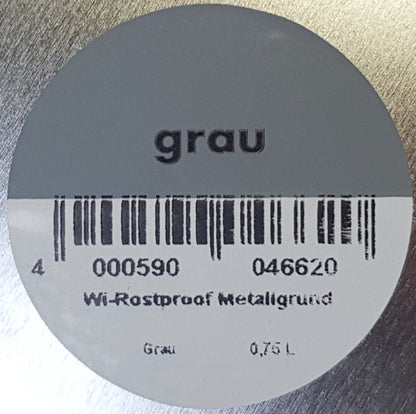 grau
4 000590 046620
Wi-Rostproof Metallgrund
Grau 0,75 L